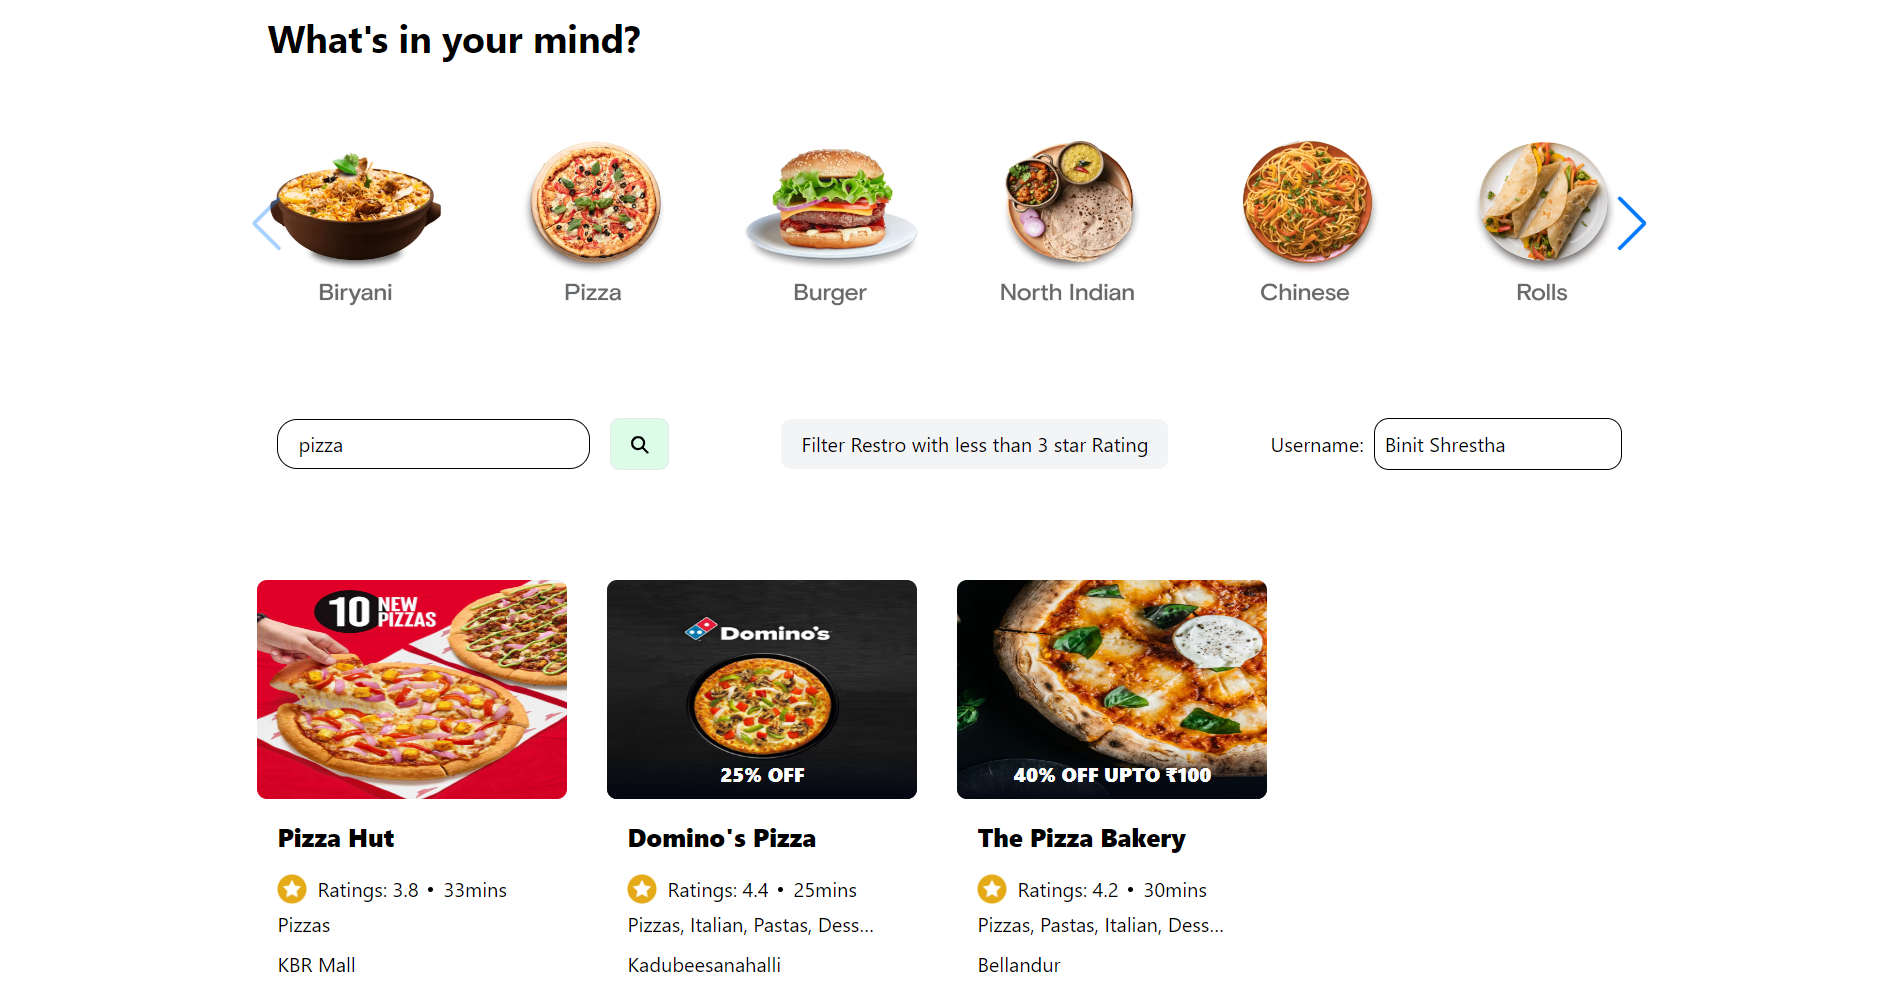 What's in your mind?
Biryani
Pizza
Burger
North Indian
Chinese
Rolls
pizza
Filter Restro with less than 3 star Rating
Username: Binit Shrestha
10 NEW PIZZAS
Domino's
25% OFF
40% OFF UPTO ₹100
Pizza Hut
Ratings: 3.8 • 33mins
Pizzas
KBR Mall
Domino's Pizza
Ratings: 4.4 • 25mins
Pizzas, Italian, Pastas, Dess...
Kadubeesanahalli
The Pizza Bakery
Ratings: 4.2 • 30mins
Pizzas, Pastas, Italian, Dess...
Bellandur